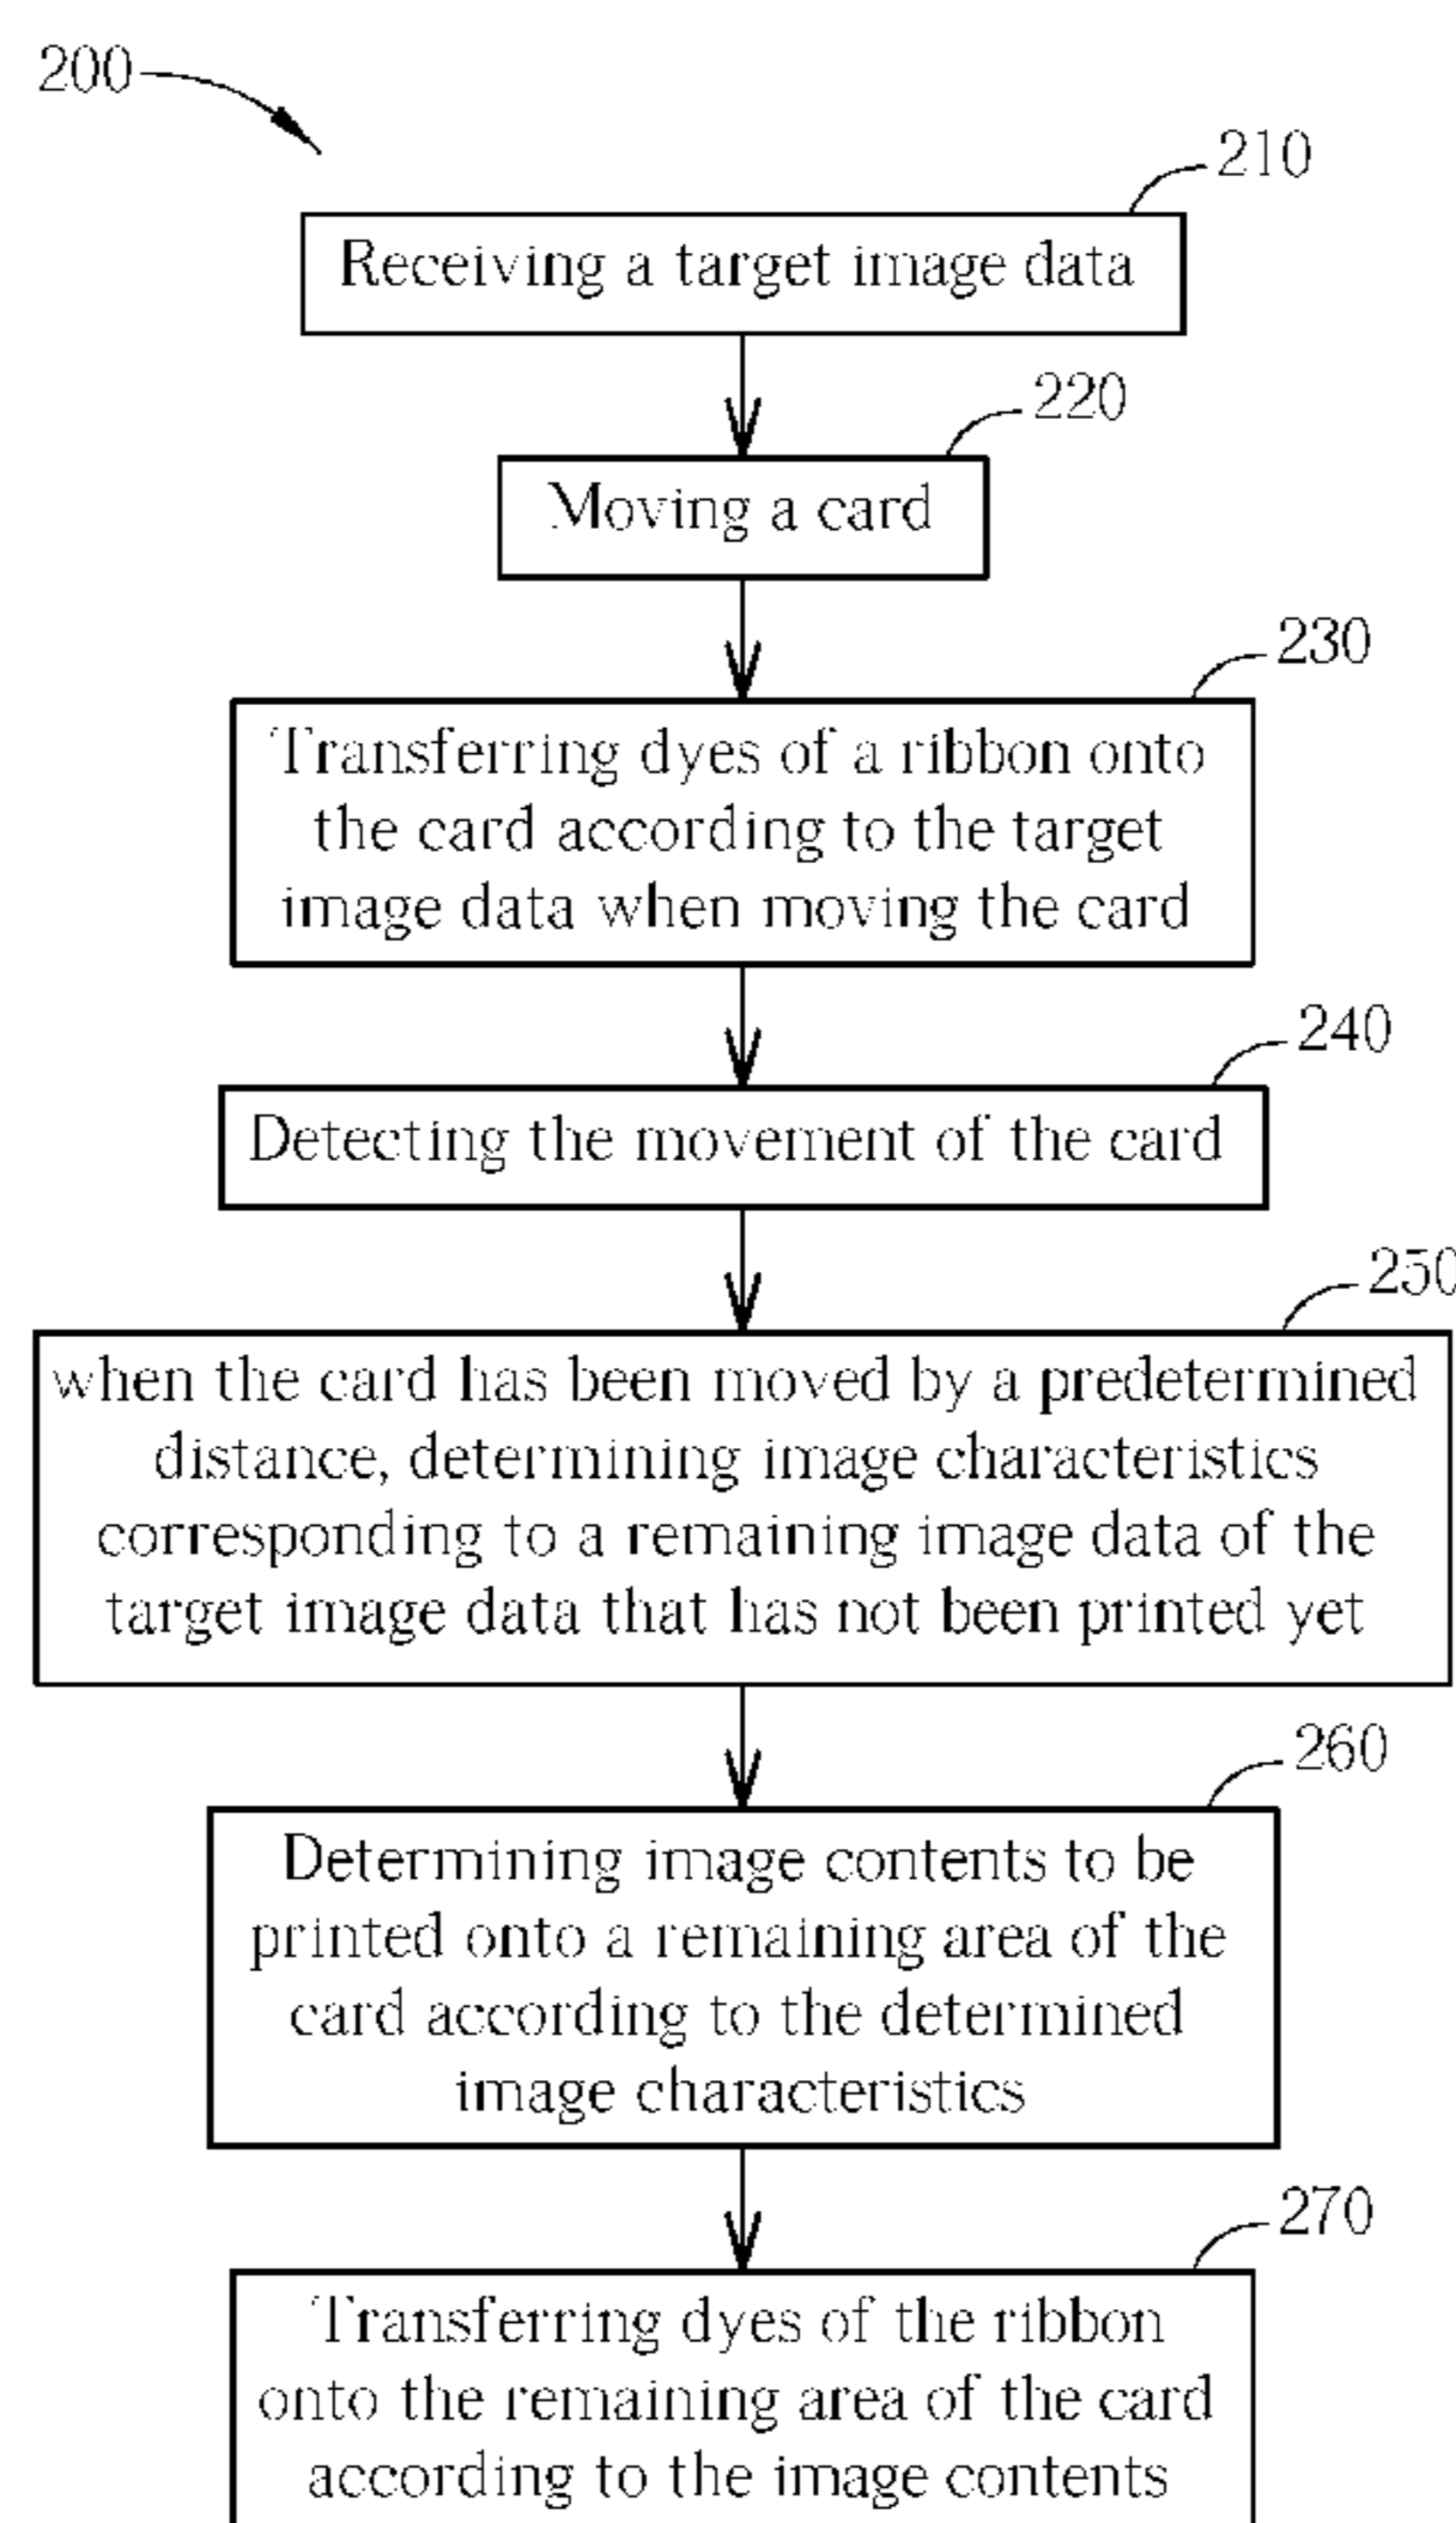 200
210
Receiving a target image data
220
Moving a card
230
Transferring dyes of a ribbon onto
the card according to the target
image data when moving the card
240
Detecting the movement of the card
250
when the card has been moved by a predetermined
distance, determining image characteristics
corresponding to a remaining image data of the
target image data that has not been printed yet
260
Determining image contents to be
printed onto a remaining area of the
card according to the determined
image characteristics
270
Transferring dyes of the ribbon
onto the remaining area of the card
according to the image contents